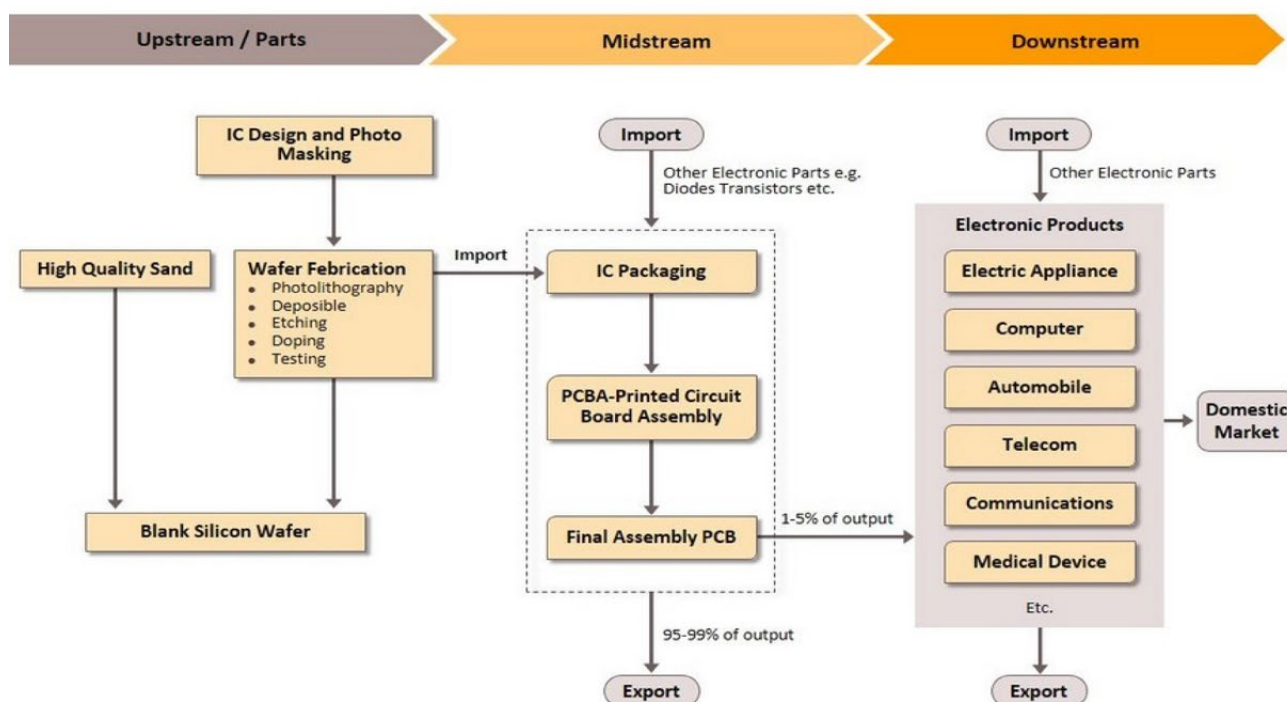 Upstream / Parts
Midstream
Downstream
IC Design and Photo
Masking
High Quality Sand
Wafer Febrication
• Photolithography
• Deposible
• Etching
• Doping
• Testing
Blank Silicon Wafer
Import
Import
Other Electronic Parts e.g.
Diodes Transistors etc.
IC Packaging
PCBA-Printed Circuit
Board Assembly
Final Assembly PCB
1-5% of output
95-99% of output
Export
Import
Other Electronic Parts
Electronic Products
Electric Appliance
Computer
Automobile
Telecom
Communications
Medical Device
Etc.
Domestic
Market
Export